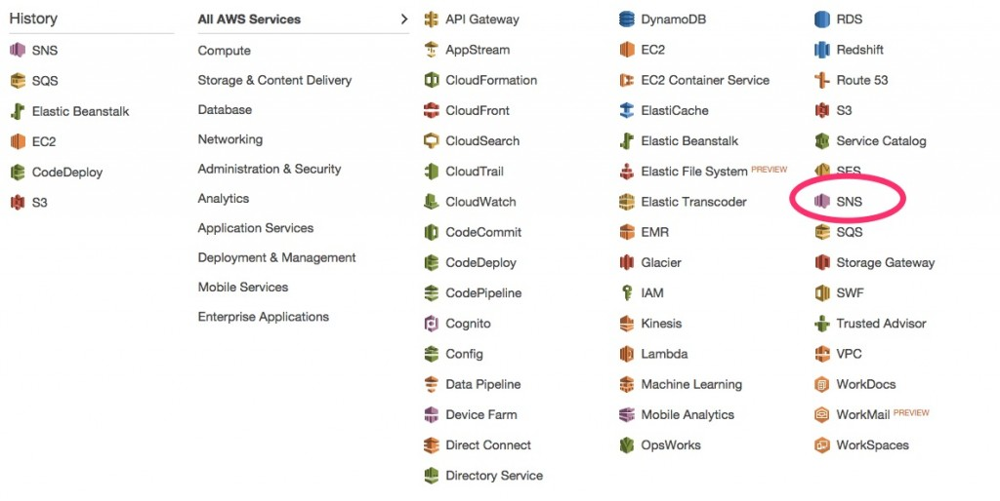 History
SNS
SQS
Elastic Beanstalk
EC2
CodeDeploy
S3
All AWS Services
Compute
Storage & Content Delivery
Database
Networking
Administration & Security
Analytics
Application Services
Deployment & Management
Mobile Services
Enterprise Applications
API Gateway
AppStream
CloudFormation
CloudFront
CloudSearch
CloudTrail
CloudWatch
CodeCommit
CodeDeploy
CodePipeline
Cognito
Config
Data Pipeline
Device Farm
Direct Connect
Directory Service
DynamoDB
EC2
EC2 Container Service
ElastiCache
Elastic Beanstalk
Elastic File System PREVIEW
Elastic Transcoder
EMR
Glacier
IAM
Kinesis
Lambda
Machine Learning
Mobile Analytics
OpsWorks
RDS
Redshift
Route 53
S3
Service Catalog
SES
SNS
SQS
Storage Gateway
SWF
Trusted Advisor
VPC
WorkDocs
WorkMail PREVIEW
WorkSpaces